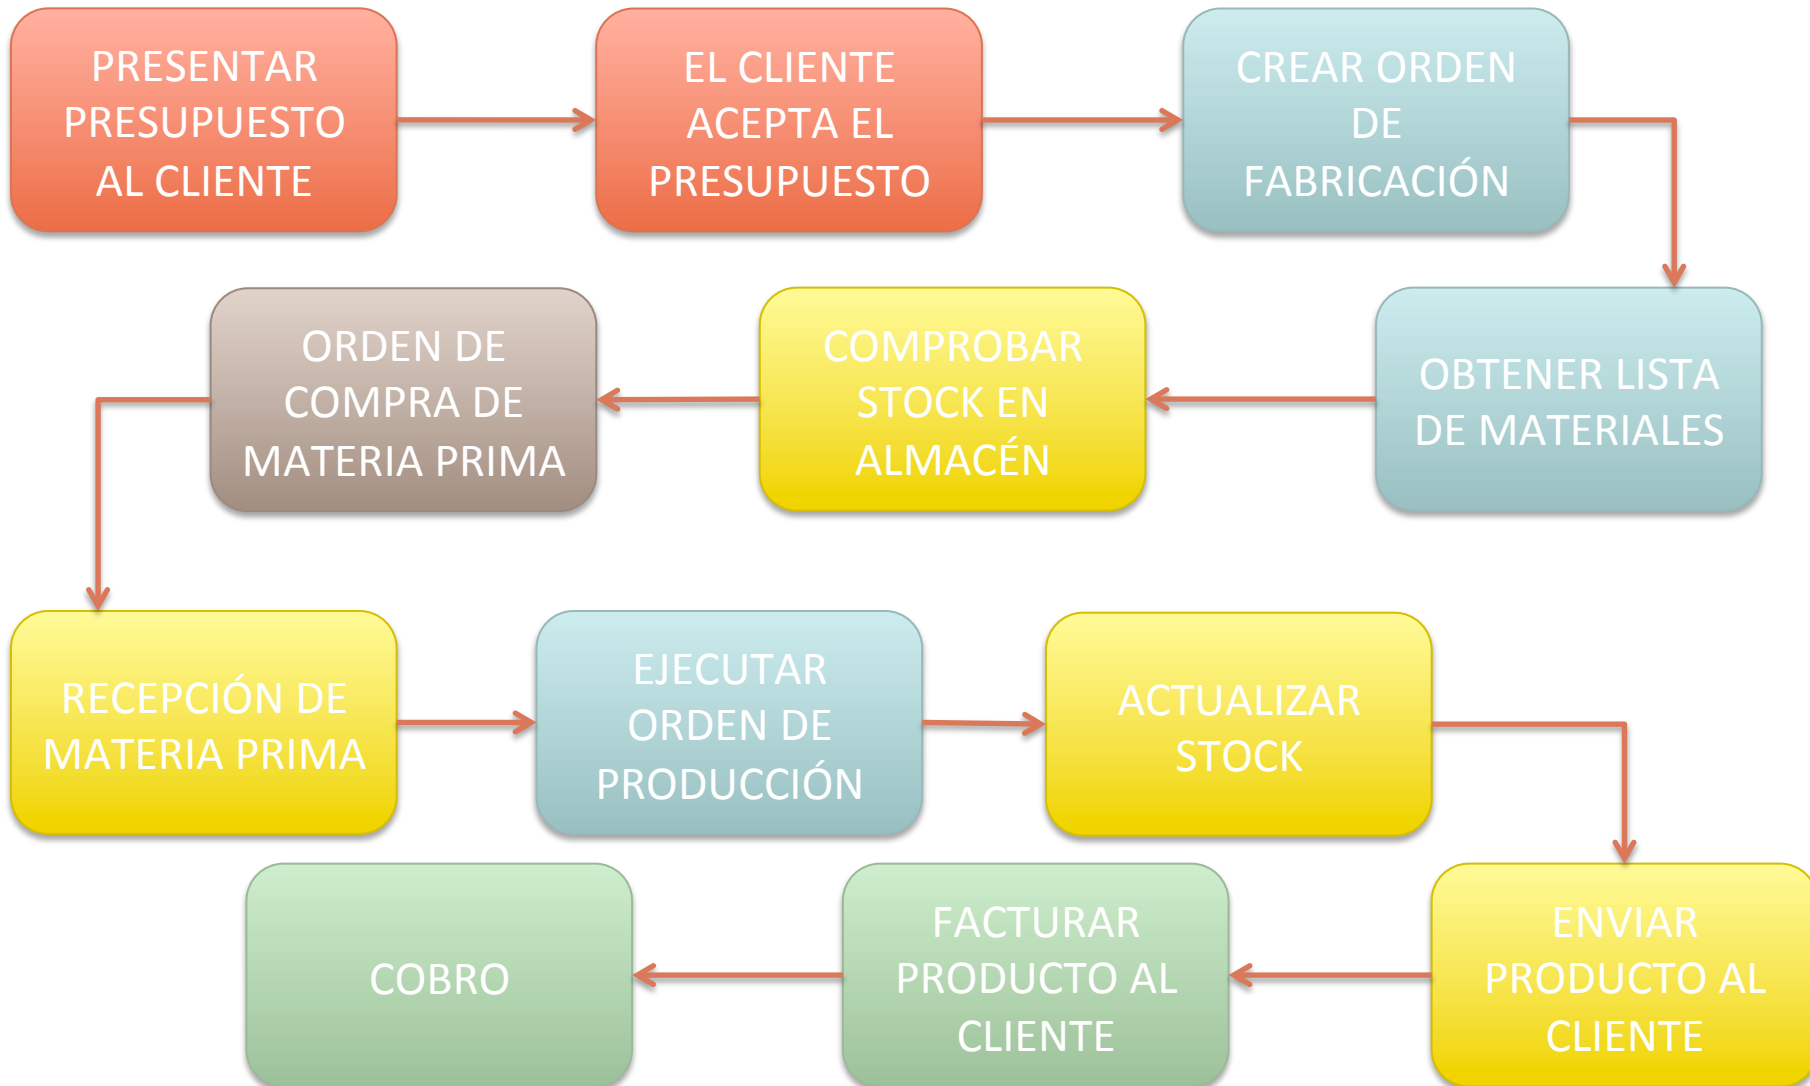 PRESENTAR
PRESUPUESTO
AL CLIENTE
EL CLIENTE
ACEPTA EL
PRESUPUESTO
CREAR ORDEN
DE
FABRICACIÓN
OBTENER LISTA
DE MATERIALES
COMPROBAR
STOCK EN
ALMACÉN
ORDEN DE
COMPRA DE
MATERIA PRIMA
RECEPCIÓN DE
MATERIA PRIMA
EJECUTAR
ORDEN DE
PRODUCCIÓN
ACTUALIZAR
STOCK
ENVIAR
PRODUCTO AL
CLIENTE
FACTURAR
PRODUCTO AL
CLIENTE
COBRO